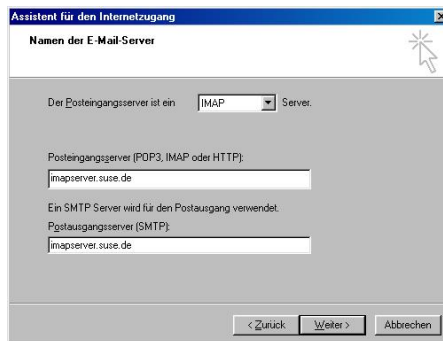 Assistent für den Internetzugang
Namen der E-Mail-Server
Der Posteingangsserver ist ein IMAP Server.
Posteingangsserver (POP3, IMAP oder HTTP):
imapserver.suse.de
Ein SMTP Server wird für den Postausgang verwendet.
Postausgangsserver (SMTP):
imapserver.suse.de
< Zurück Weiter > Abbrechen